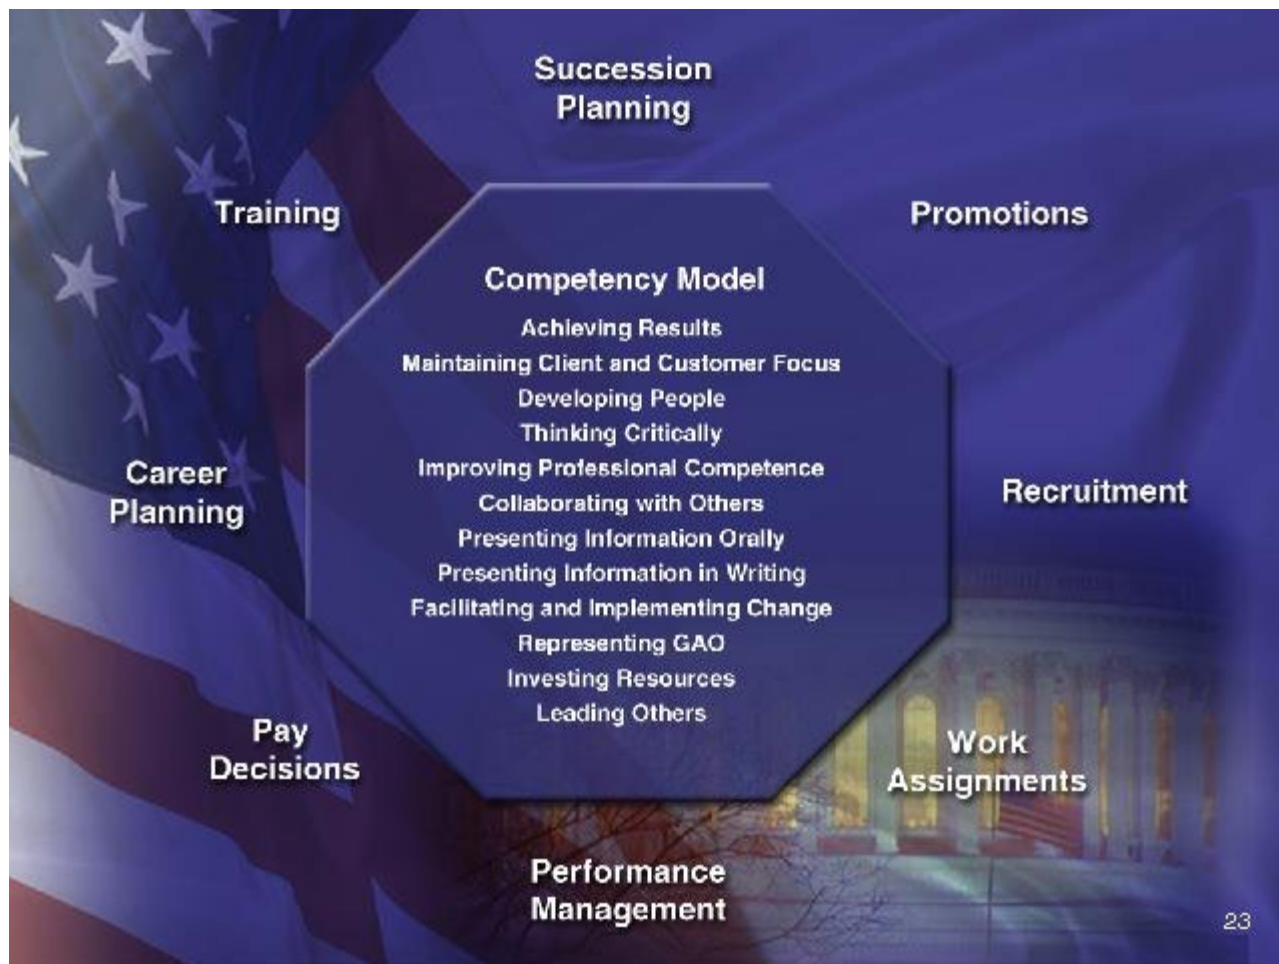 Succession
Planning
Training
Promotions
Competency Model
Achieving Results
Maintaining Client and Customer Focus
Developing People
Thinking Critically
Improving Professional Competence
Collaborating with Others
Presenting Information Orally
Presenting Information in Writing
Facilitating and Implementing Change
Representing GAO
Investing Resources
Leading Others
Career
Planning
Recruitment
Pay
Decisions
Work
Assignments
Performance
Management
23